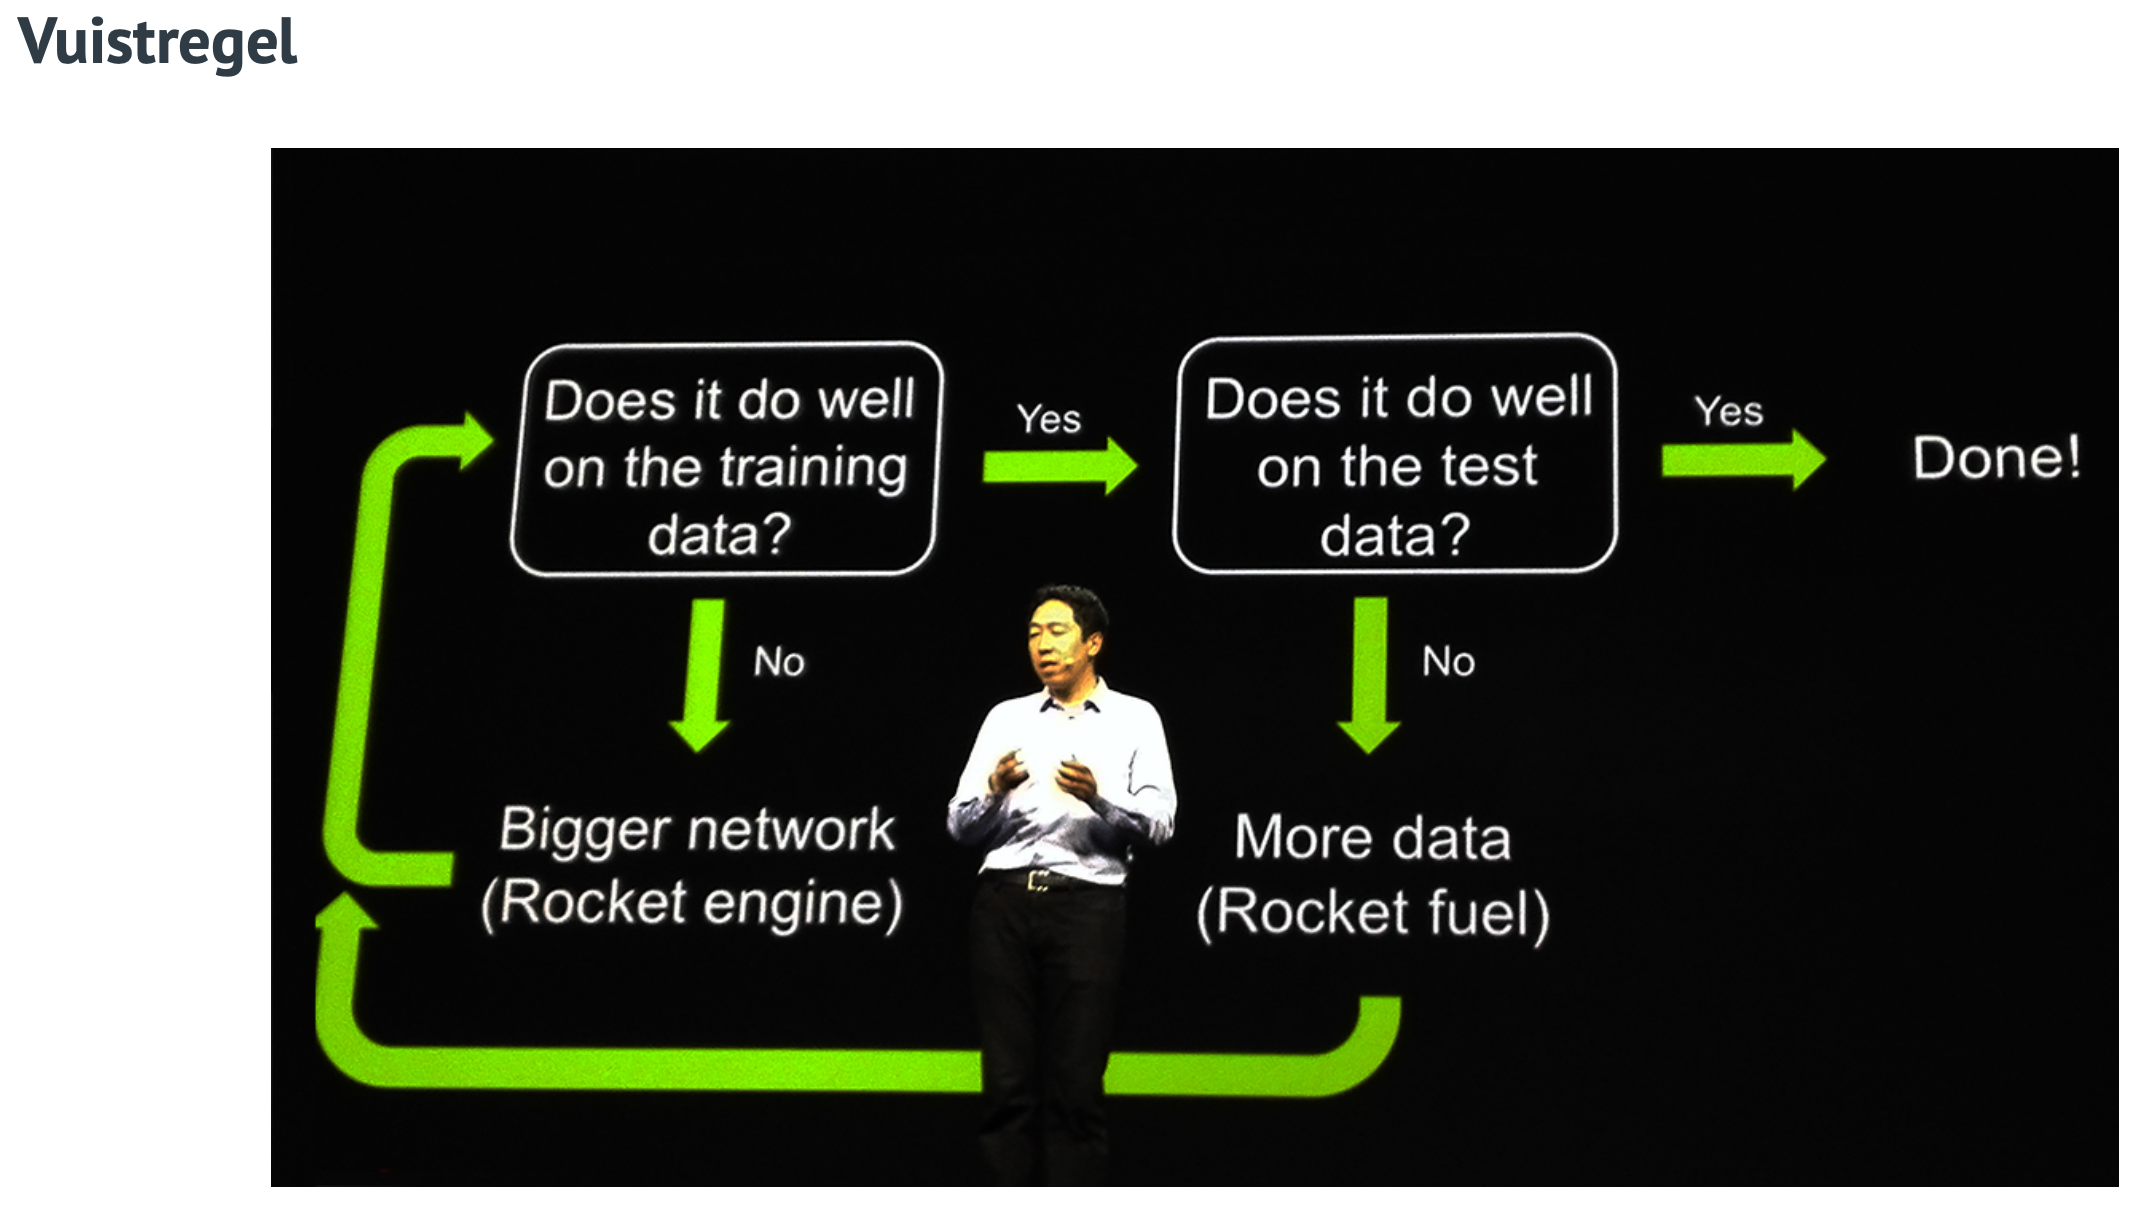 Vuistregel
Does it do well
on the training
data?
Yes
Does it do well
on the test
data?
Yes
Done!
No
No
Bigger network
(Rocket engine)
More data
(Rocket fuel)